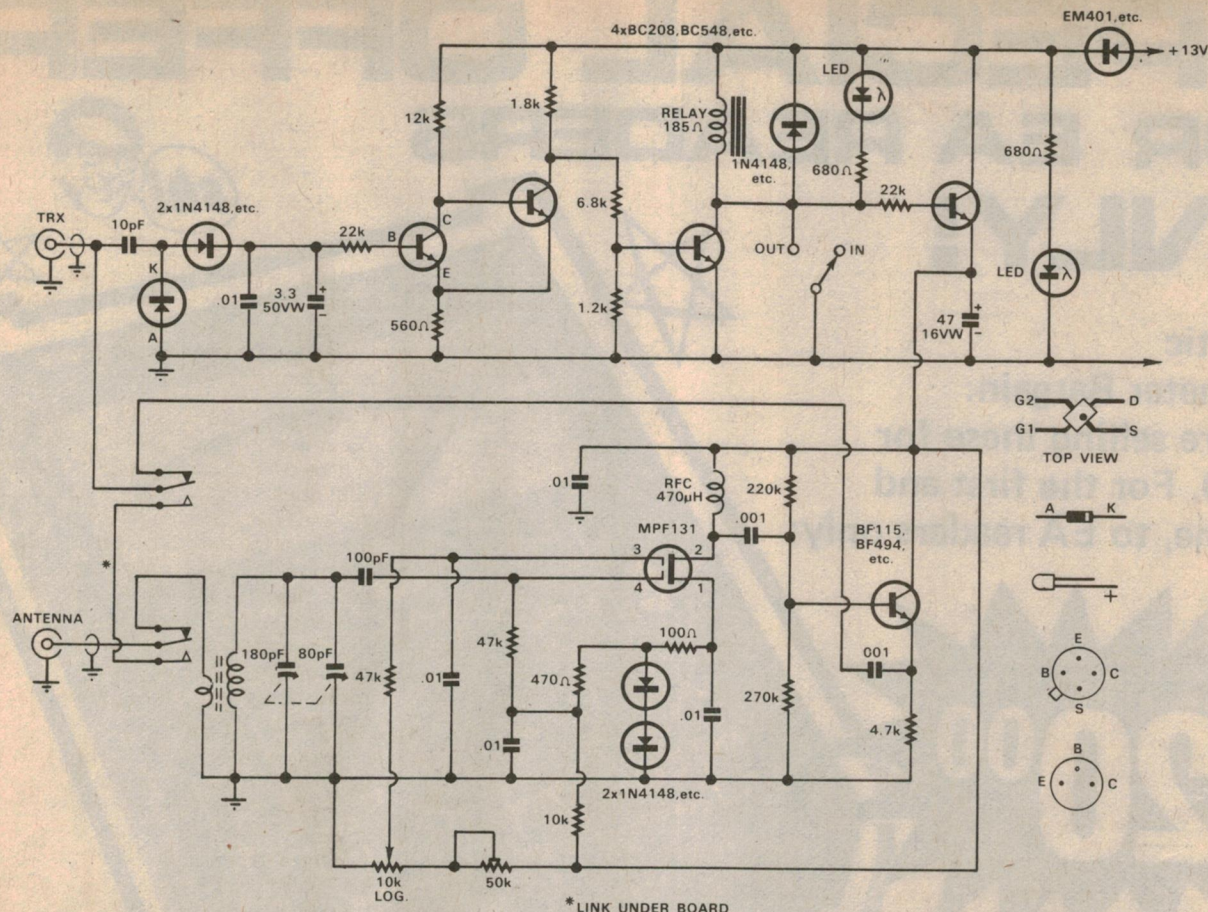 EM401,etc.
4xBC208,BC548,etc.
+13V
LED
1.8k
12k
RELAY
185Ω
1N4148,
etc.
680Ω
680Ω
2x1N4148,etc.
TRX
10pF
6.8k
22k
22k
C
B
E
K
A
.01
3.3
50VW
+
–
560Ω
1.2k
OUT
IN
LED
47
16VW
+
–
G2
D
G1
S
TOP VIEW
RFC
470μH
220k
.01
A
K
MPF131
.001
BF115,
BF494,
etc.
100pF
3
2
4
1
*
+
ANTENNA
180pF
80pF
47k
.01
47k
470Ω
100Ω
001
270k
4.7k
E
B
C
S
.01
.01
2x1N4148,etc.
B
E
C
10k
10k
LOG.
50k
*LINK UNDER BOARD